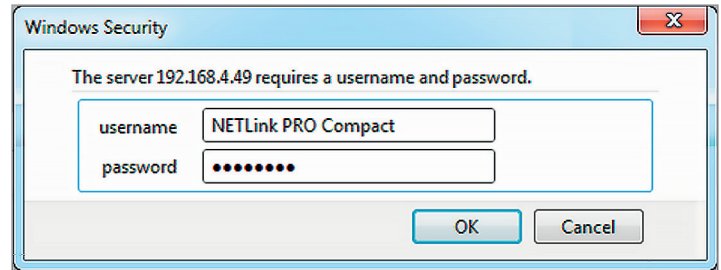 Windows Security
The server 192.168.4.49 requires a username and password.
username NETLink PRO Compact
password ••••••••
OK Cancel